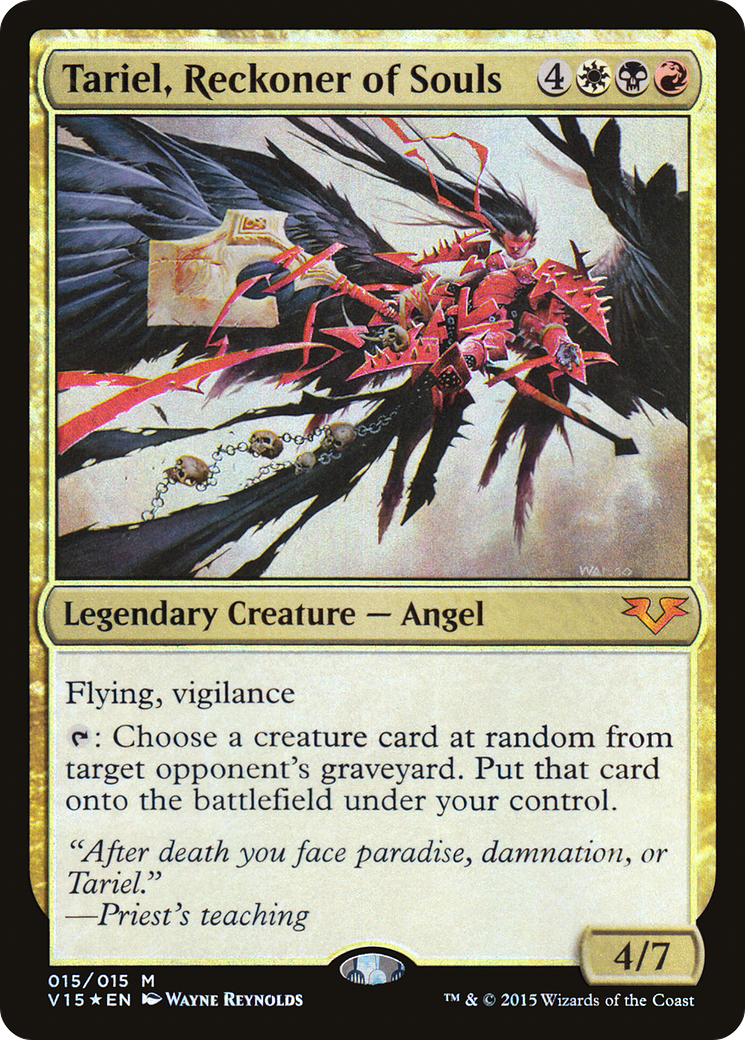 Tariel, Reckoner of Souls 4
Legendary Creature — Angel
Flying, vigilance
: Choose a creature card at random from
target opponent's graveyard. Put that card
onto the battlefield under your control.
“After death you face paradise, damnation, or
Tariel.”
—Priest's teaching
4/7
015/015 M
V15★EN Wayne Reynolds
™ & © 2015 Wizards of the Coast